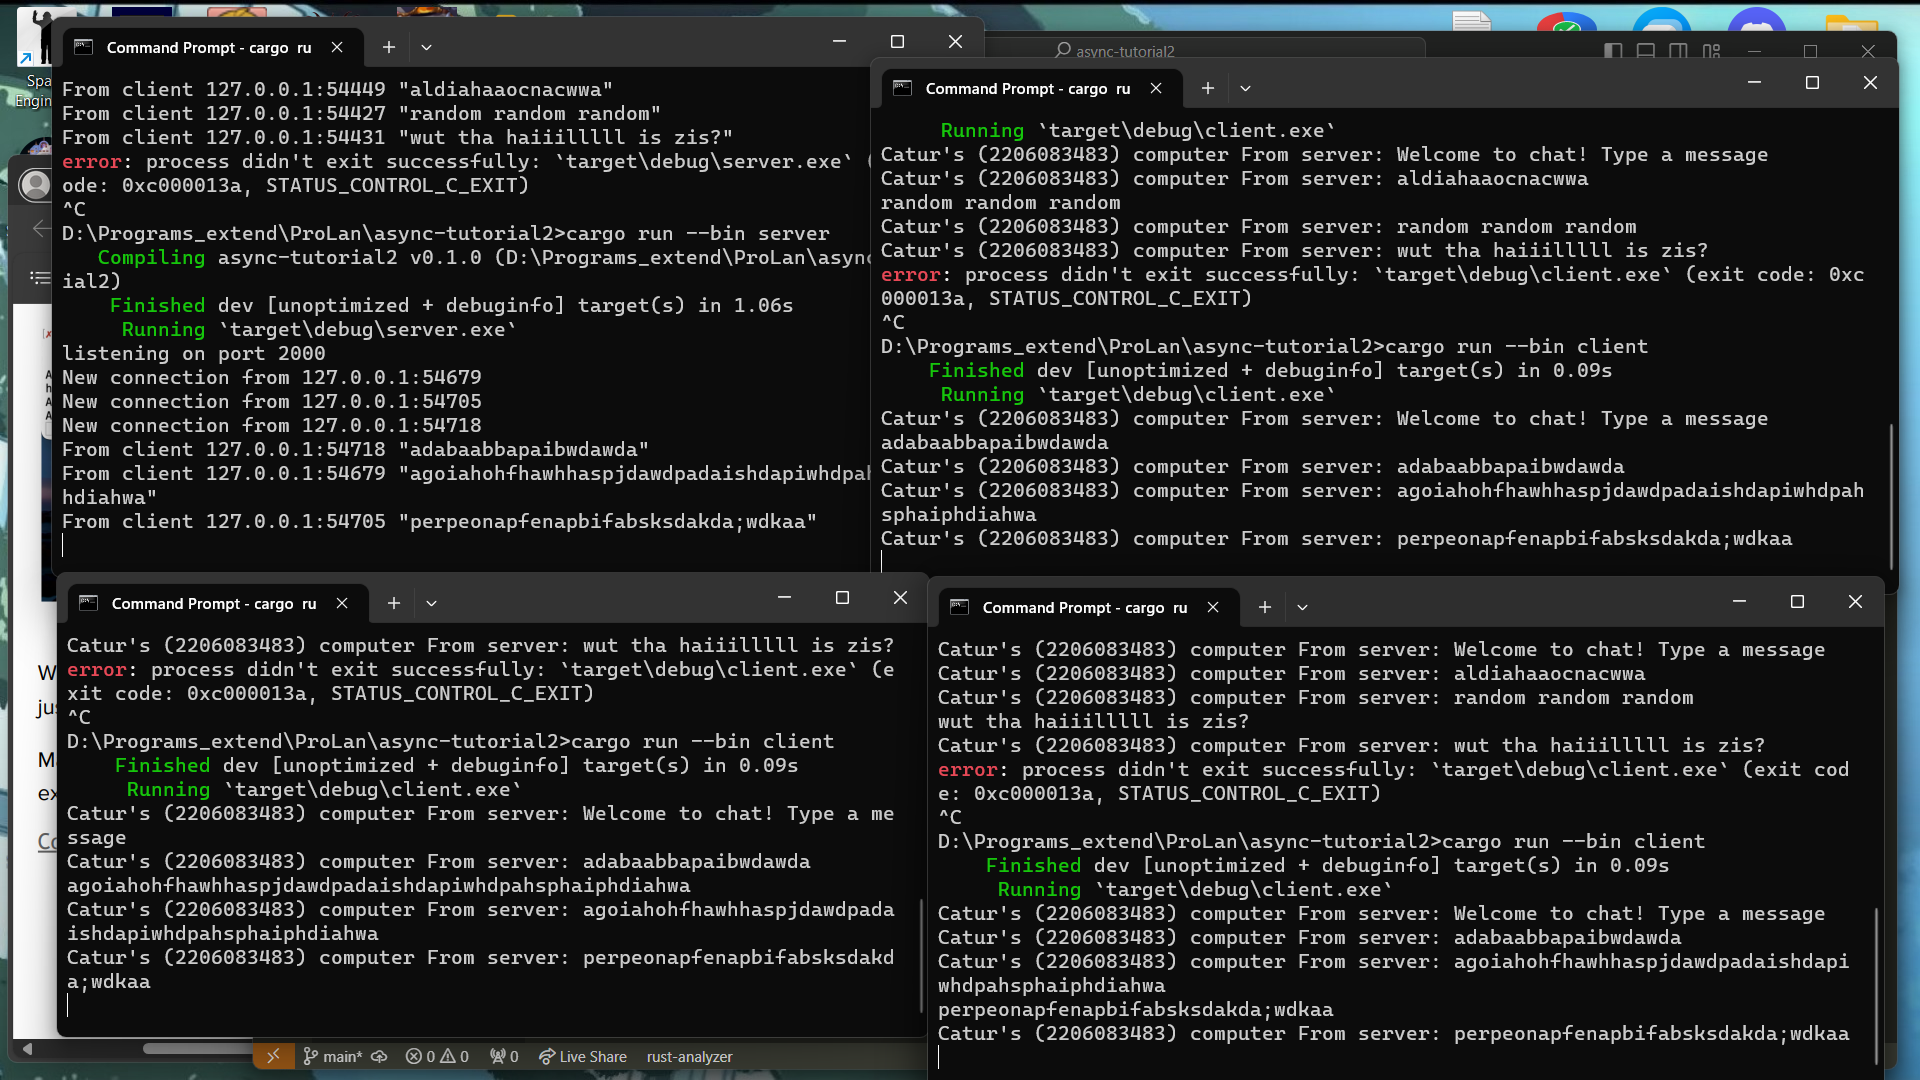 Spa
Engin
async-tutorial2
Command Prompt - cargo ru
From client 127.0.0.1:54449 "aldiahaaocnacwwa"
From client 127.0.0.1:54427 "random random random"
From client 127.0.0.1:54431 "wut tha haiiilllll is zis?"
error: process didn't exit successfully: `target\debug\server.exe` (
ode: 0xc000013a, STATUS_CONTROL_C_EXIT)
^C
D:\Programs_extend\ProLan\async-tutorial2>cargo run --bin server
Compiling async-tutorial2 v0.1.0 (D:\Programs_extend\ProLan\async
ial2)
Finished dev [unoptimized + debuginfo] target(s) in 1.06s
Running `target\debug\server.exe`
listening on port 2000
New connection from 127.0.0.1:54679
New connection from 127.0.0.1:54705
New connection from 127.0.0.1:54718
From client 127.0.0.1:54718 "adabaabbapaibwdawda"
From client 127.0.0.1:54679 "agoiahohfhawhhaspjdawdpadaishdapiwhdpah
hdiahwa"
From client 127.0.0.1:54705 "perpeonapfenapbifabsksdakda;wdkaa"
Command Prompt - cargo ru
Running `target\debug\client.exe`
Catur's (2206083483) computer From server: Welcome to chat! Type a message
Catur's (2206083483) computer From server: aldiahaaocnacwwa
random random random
Catur's (2206083483) computer From server: random random random
Catur's (2206083483) computer From server: wut tha haiiilllll is zis?
error: process didn't exit successfully: `target\debug\client.exe` (exit code: 0xc
000013a, STATUS_CONTROL_C_EXIT)
^C
D:\Programs_extend\ProLan\async-tutorial2>cargo run --bin client
Finished dev [unoptimized + debuginfo] target(s) in 0.09s
Running `target\debug\client.exe`
Catur's (2206083483) computer From server: Welcome to chat! Type a message
adabaabbapaibwdawda
Catur's (2206083483) computer From server: adabaabbapaibwdawda
Catur's (2206083483) computer From server: agoiahohfhawhhaspjdawdpadaishdapiwhdpah
sphaiphdiahwa
Catur's (2206083483) computer From server: perpeonapfenapbifabsksdakda;wdkaa
Command Prompt - cargo ru
Catur's (2206083483) computer From server: wut tha haiiilllll is zis?
error: process didn't exit successfully: `target\debug\client.exe` (e
xit code: 0xc000013a, STATUS_CONTROL_C_EXIT)
^C
D:\Programs_extend\ProLan\async-tutorial2>cargo run --bin client
Finished dev [unoptimized + debuginfo] target(s) in 0.09s
Running `target\debug\client.exe`
Catur's (2206083483) computer From server: Welcome to chat! Type a me
ssage
Catur's (2206083483) computer From server: adabaabbapaibwdawda
agoiahohfhawhhaspjdawdpadaishdapiwhdpahsphaiphdiahwa
Catur's (2206083483) computer From server: agoiahohfhawhhaspjdawdpada
ishdapiwhdpahsphaiphdiahwa
Catur's (2206083483) computer From server: perpeonapfenapbifabsksdakd
a;wdkaa
Command Prompt - cargo ru
Catur's (2206083483) computer From server: Welcome to chat! Type a message
Catur's (2206083483) computer From server: aldiahaaocnacwwa
Catur's (2206083483) computer From server: random random random
wut tha haiiilllll is zis?
Catur's (2206083483) computer From server: wut tha haiiilllll is zis?
error: process didn't exit successfully: `target\debug\client.exe` (exit cod
e: 0xc000013a, STATUS_CONTROL_C_EXIT)
^C
D:\Programs_extend\ProLan\async-tutorial2>cargo run --bin client
Finished dev [unoptimized + debuginfo] target(s) in 0.09s
Running `target\debug\client.exe`
Catur's (2206083483) computer From server: Welcome to chat! Type a message
Catur's (2206083483) computer From server: adabaabbapaibwdawda
Catur's (2206083483) computer From server: agoiahohfhawhhaspjdawdpadaishdapi
whdpahsphaiphdiahwa
perpeonapfenapbifabsksdakda;wdkaa
Catur's (2206083483) computer From server: perpeonapfenapbifabsksdakda;wdkaa
main* 0 0 0 Live Share rust-analyzer